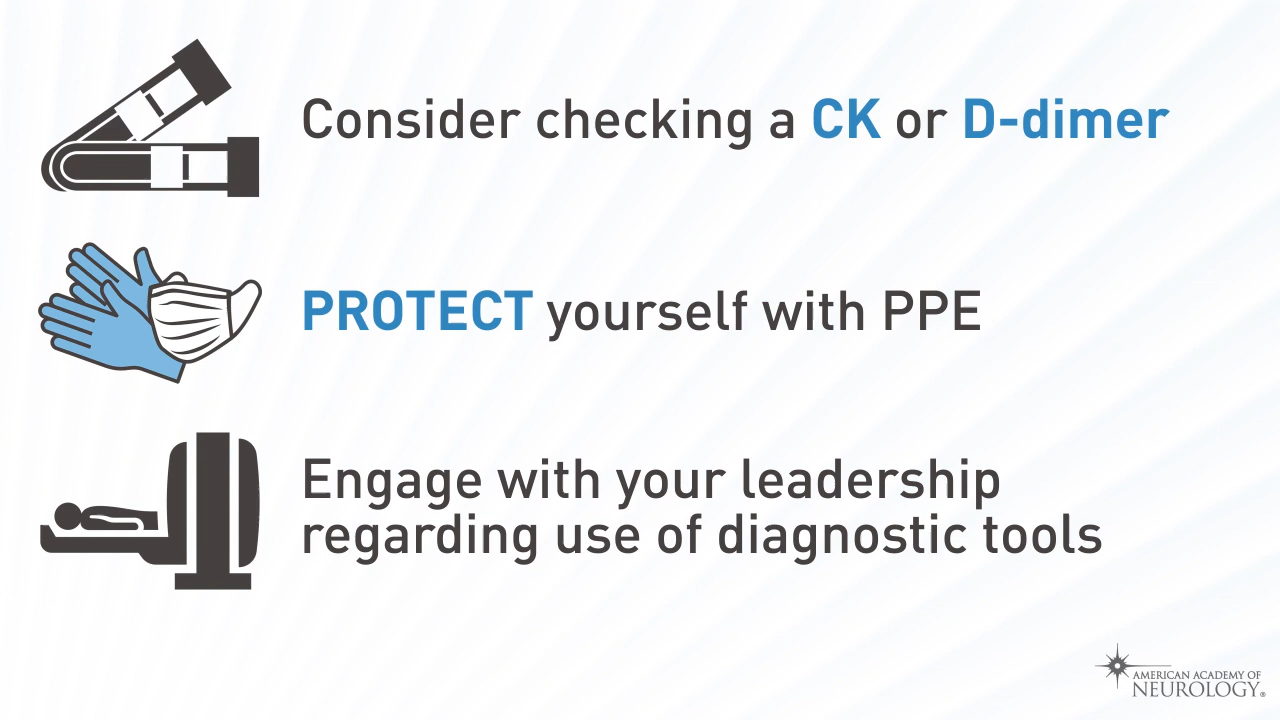 Consider checking a CK or D-dimer
PROTECT yourself with PPE
Engage with your leadership
regarding use of diagnostic tools
AMERICAN ACADEMY OF
NEUROLOGY®